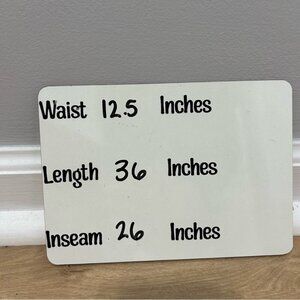 Waist 12.5 Inches
Length 36 Inches
Inseam 26 Inches